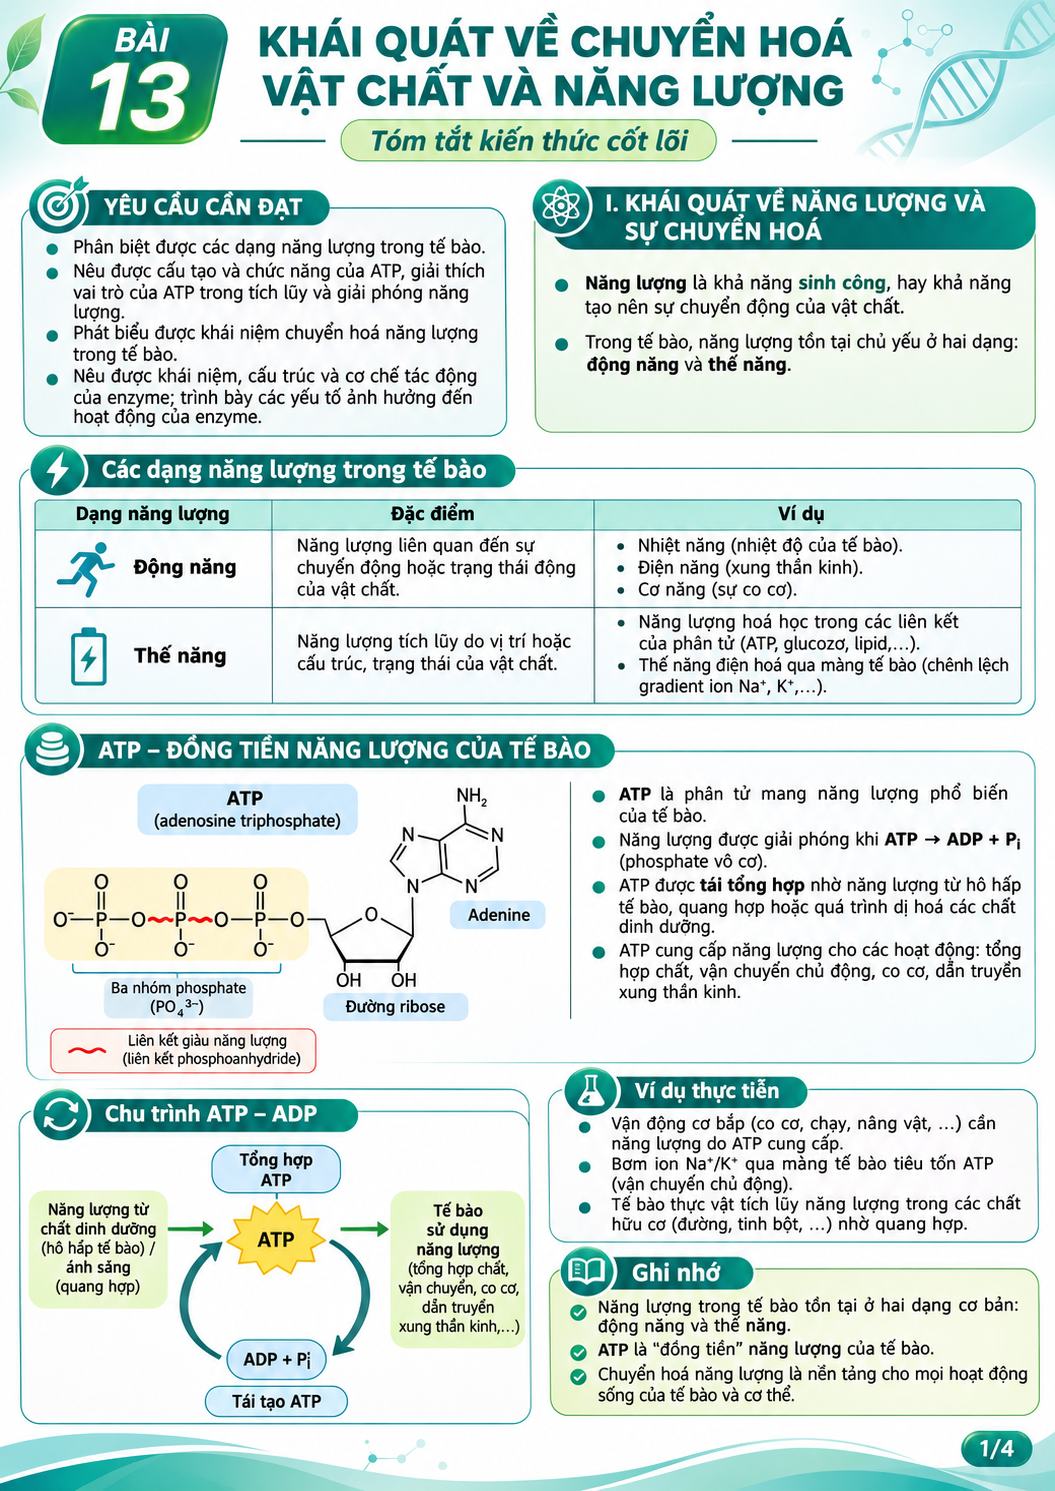 BÀI
13
KHÁI QUÁT VỀ CHUYỂN HOÁ
VẬT CHẤT VÀ NĂNG LƯỢNG
Tóm tắt kiến thức cốt lõi
YÊU CẦU CẦN ĐẠT
Phân biệt được các dạng năng lượng trong tế bào.
Nêu được cấu tạo và chức năng của ATP, giải thích
vai trò của ATP trong tích lũy và giải phóng năng
lượng.
Phát biểu được khái niệm chuyển hoá năng lượng
trong tế bào.
Nêu được khái niệm, cấu trúc và cơ chế tác động
của enzyme; trình bày các yếu tố ảnh hưởng đến
hoạt động của enzyme.
I. KHÁI QUÁT VỀ NĂNG LƯỢNG VÀ
SỰ CHUYỂN HOÁ
Năng lượng là khả năng sinh công, hay khả năng
tạo nên sự chuyển động của vật chất.
Trong tế bào, năng lượng tồn tại chủ yếu ở hai dạng:
động năng và thế năng.
Các dạng năng lượng trong tế bào
Dạng năng lượng
Đặc điểm
Ví dụ
Động năng
Năng lượng liên quan đến sự
chuyển động hoặc trạng thái động
của vật chất.
Nhiệt năng (nhiệt độ của tế bào).
Điện năng (xung thần kinh).
Cơ năng (sự co cơ).
Thế năng
Năng lượng tích lũy do vị trí hoặc
cấu trúc, trạng thái của vật chất.
Năng lượng hoá học trong các liên kết
của phân tử (ATP, glucozơ, lipid,...).
Thế năng điện hoá qua màng tế bào (chênh lệch
gradient ion Na⁺, K⁺,...).
ATP – ĐỒNG TIỀN NĂNG LƯỢNG CỦA TẾ BÀO
ATP
(adenosine triphosphate)
NH₂
N
N
N
N
Adenine
O O O
O⁻ P O P O P O
O⁻ O⁻ O⁻
O
OH OH
Ba nhóm phosphate
(PO₄³⁻)
Đường ribose
Liên kết giàu năng lượng
(liên kết phosphoanhydride)
ATP là phân tử mang năng lượng phổ biến
của tế bào.
Năng lượng được giải phóng khi ATP → ADP + Pᵢ
(phosphate vô cơ).
ATP được tái tổng hợp nhờ năng lượng từ hô hấp
tế bào, quang hợp hoặc quá trình dị hoá các chất
dinh dưỡng.
ATP cung cấp năng lượng cho các hoạt động: tổng
hợp chất, vận chuyển chủ động, co cơ, dẫn truyền
xung thần kinh.
Chu trình ATP – ADP
Tổng hợp
ATP
Năng lượng từ
chất dinh dưỡng
(hô hấp tế bào) /
ánh sáng
(quang hợp)
ATP
Tế bào
sử dụng
năng lượng
(tổng hợp chất,
vận chuyển, co cơ,
dẫn truyền
xung thần kinh,...)
ADP + Pᵢ
Tái tạo ATP
Ví dụ thực tiễn
Vận động cơ bắp (co cơ, chạy, nâng vật, ...) cần
năng lượng do ATP cung cấp.
Bơm ion Na⁺/K⁺ qua màng tế bào tiêu tốn ATP
(vận chuyển chủ động).
Tế bào thực vật tích lũy năng lượng trong các chất
hữu cơ (đường, tinh bột, ...) nhờ quang hợp.
Ghi nhớ
Năng lượng trong tế bào tồn tại ở hai dạng cơ bản:
động năng và thế năng.
ATP là "đồng tiền" năng lượng của tế bào.
Chuyển hoá năng lượng là nền tảng cho mọi hoạt động
sống của tế bào và cơ thể.
1/4